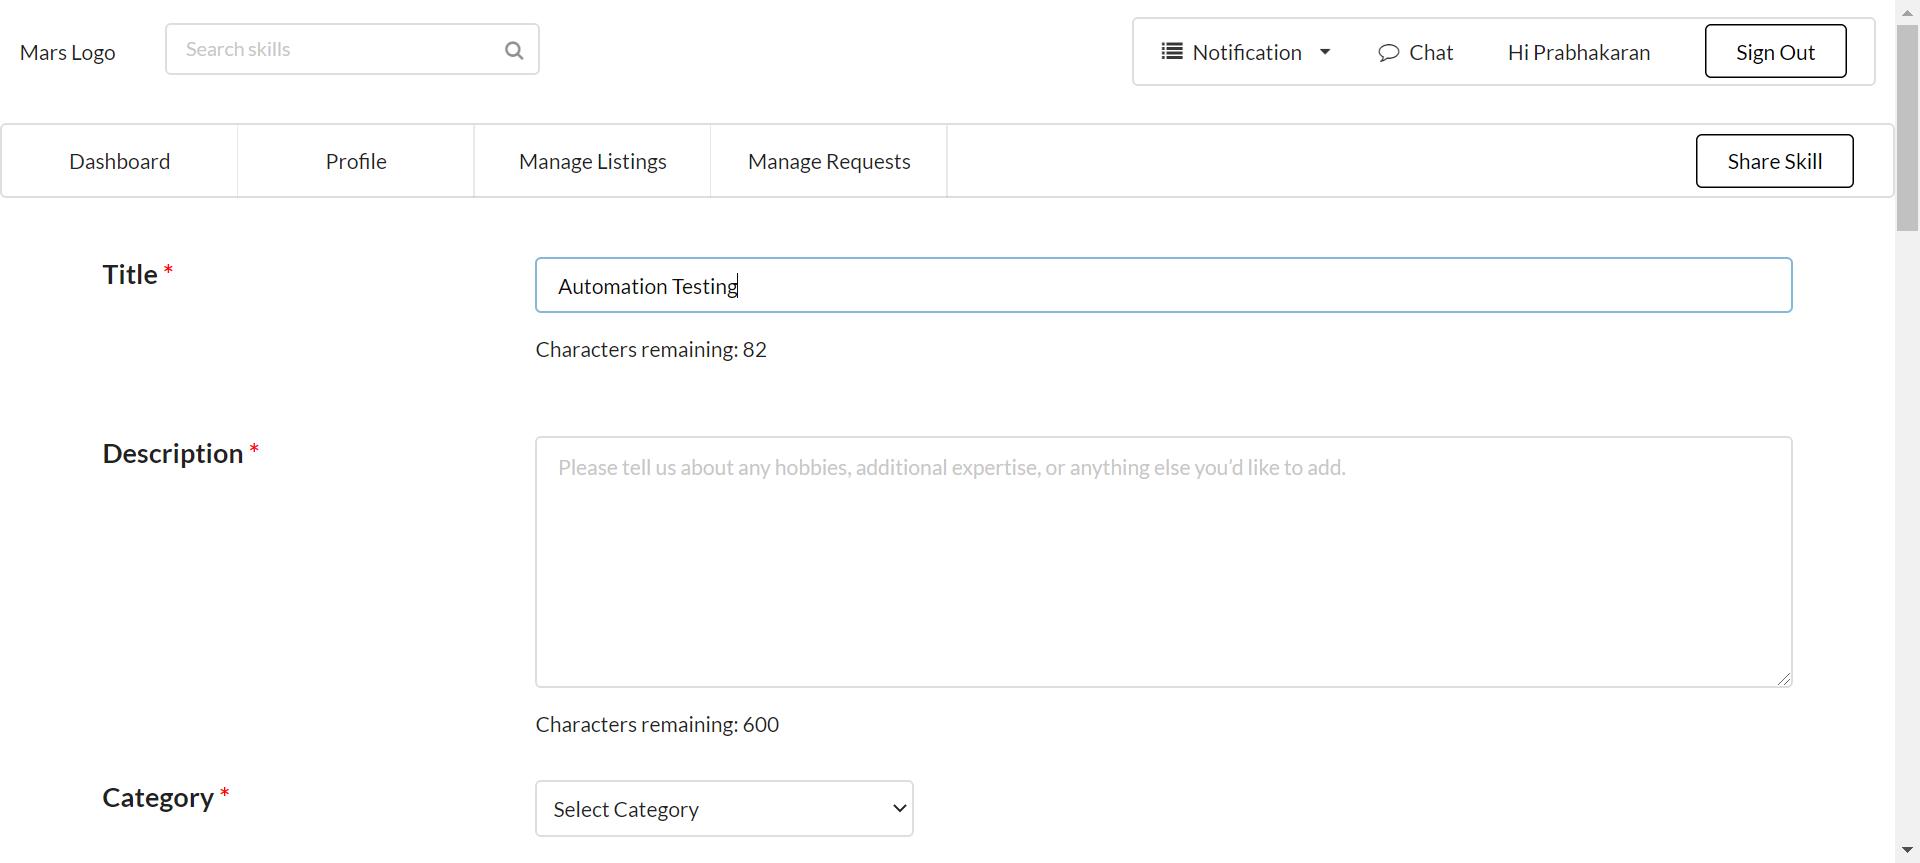 Mars Logo
Search skills
Notification
Chat
Hi Prabhakaran
Sign Out
Dashboard
Profile
Manage Listings
Manage Requests
Share Skill
Title *
Automation Testing
Characters remaining: 82
Description *
Please tell us about any hobbies, additional expertise, or anything else you'd like to add.
Characters remaining: 600
Category *
Select Category